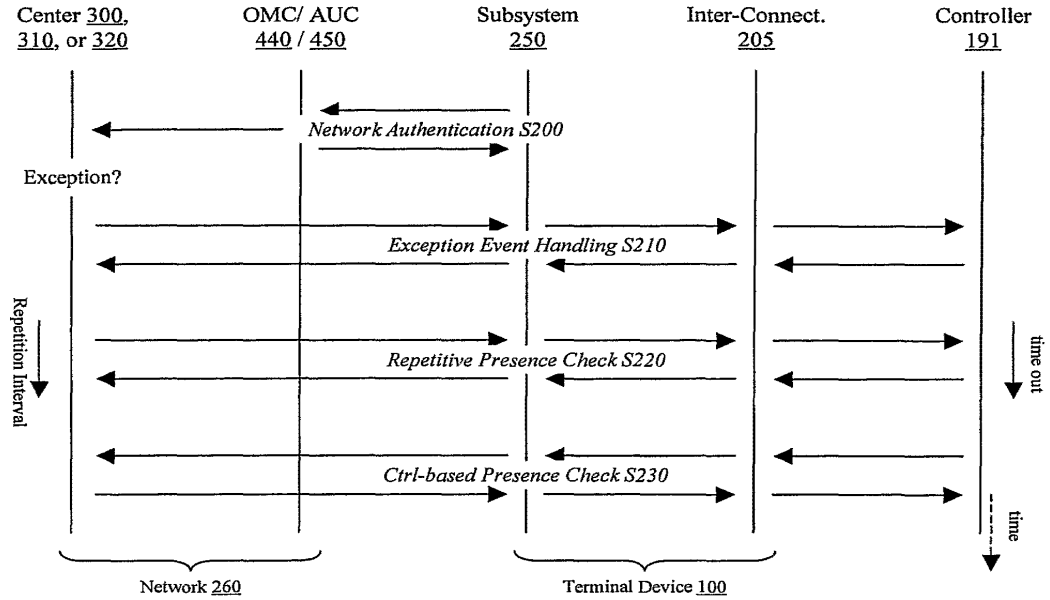 Center 300,
310, or 320
OMC/ AUC
440 / 450
Subsystem
250
Inter-Connect.
205
Controller
191
Network Authentication S200
Exception?
Exception Event Handling S210
Repetition Interval
Repetitive Presence Check S220
time out
Ctrl-based Presence Check S230
time
Network 260
Terminal Device 100